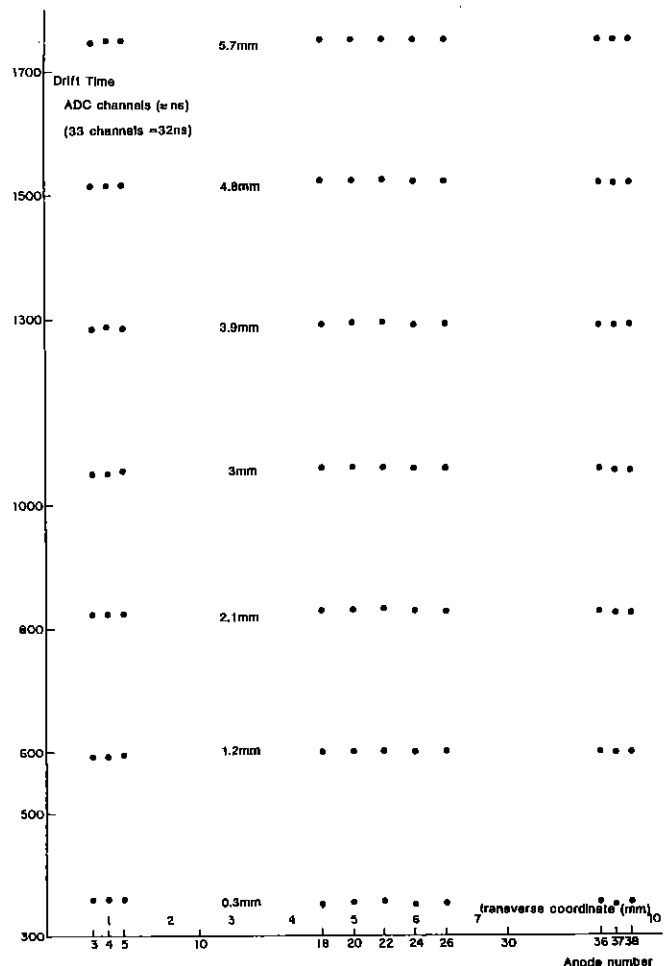 5.7mm
1700
Drift Time
ADC channels (≈ns)
(33 channels =32ns)
1500
4.8mm
1300
3.9mm
3mm
1000
800
2.1mm
600
1.2mm
500
0.3mm
transverse coordinate (mm)
1 2 3 4 5 6 7 10
300
3 4 5 10 18 20 22 24 26 30 36 37 38
Anode number